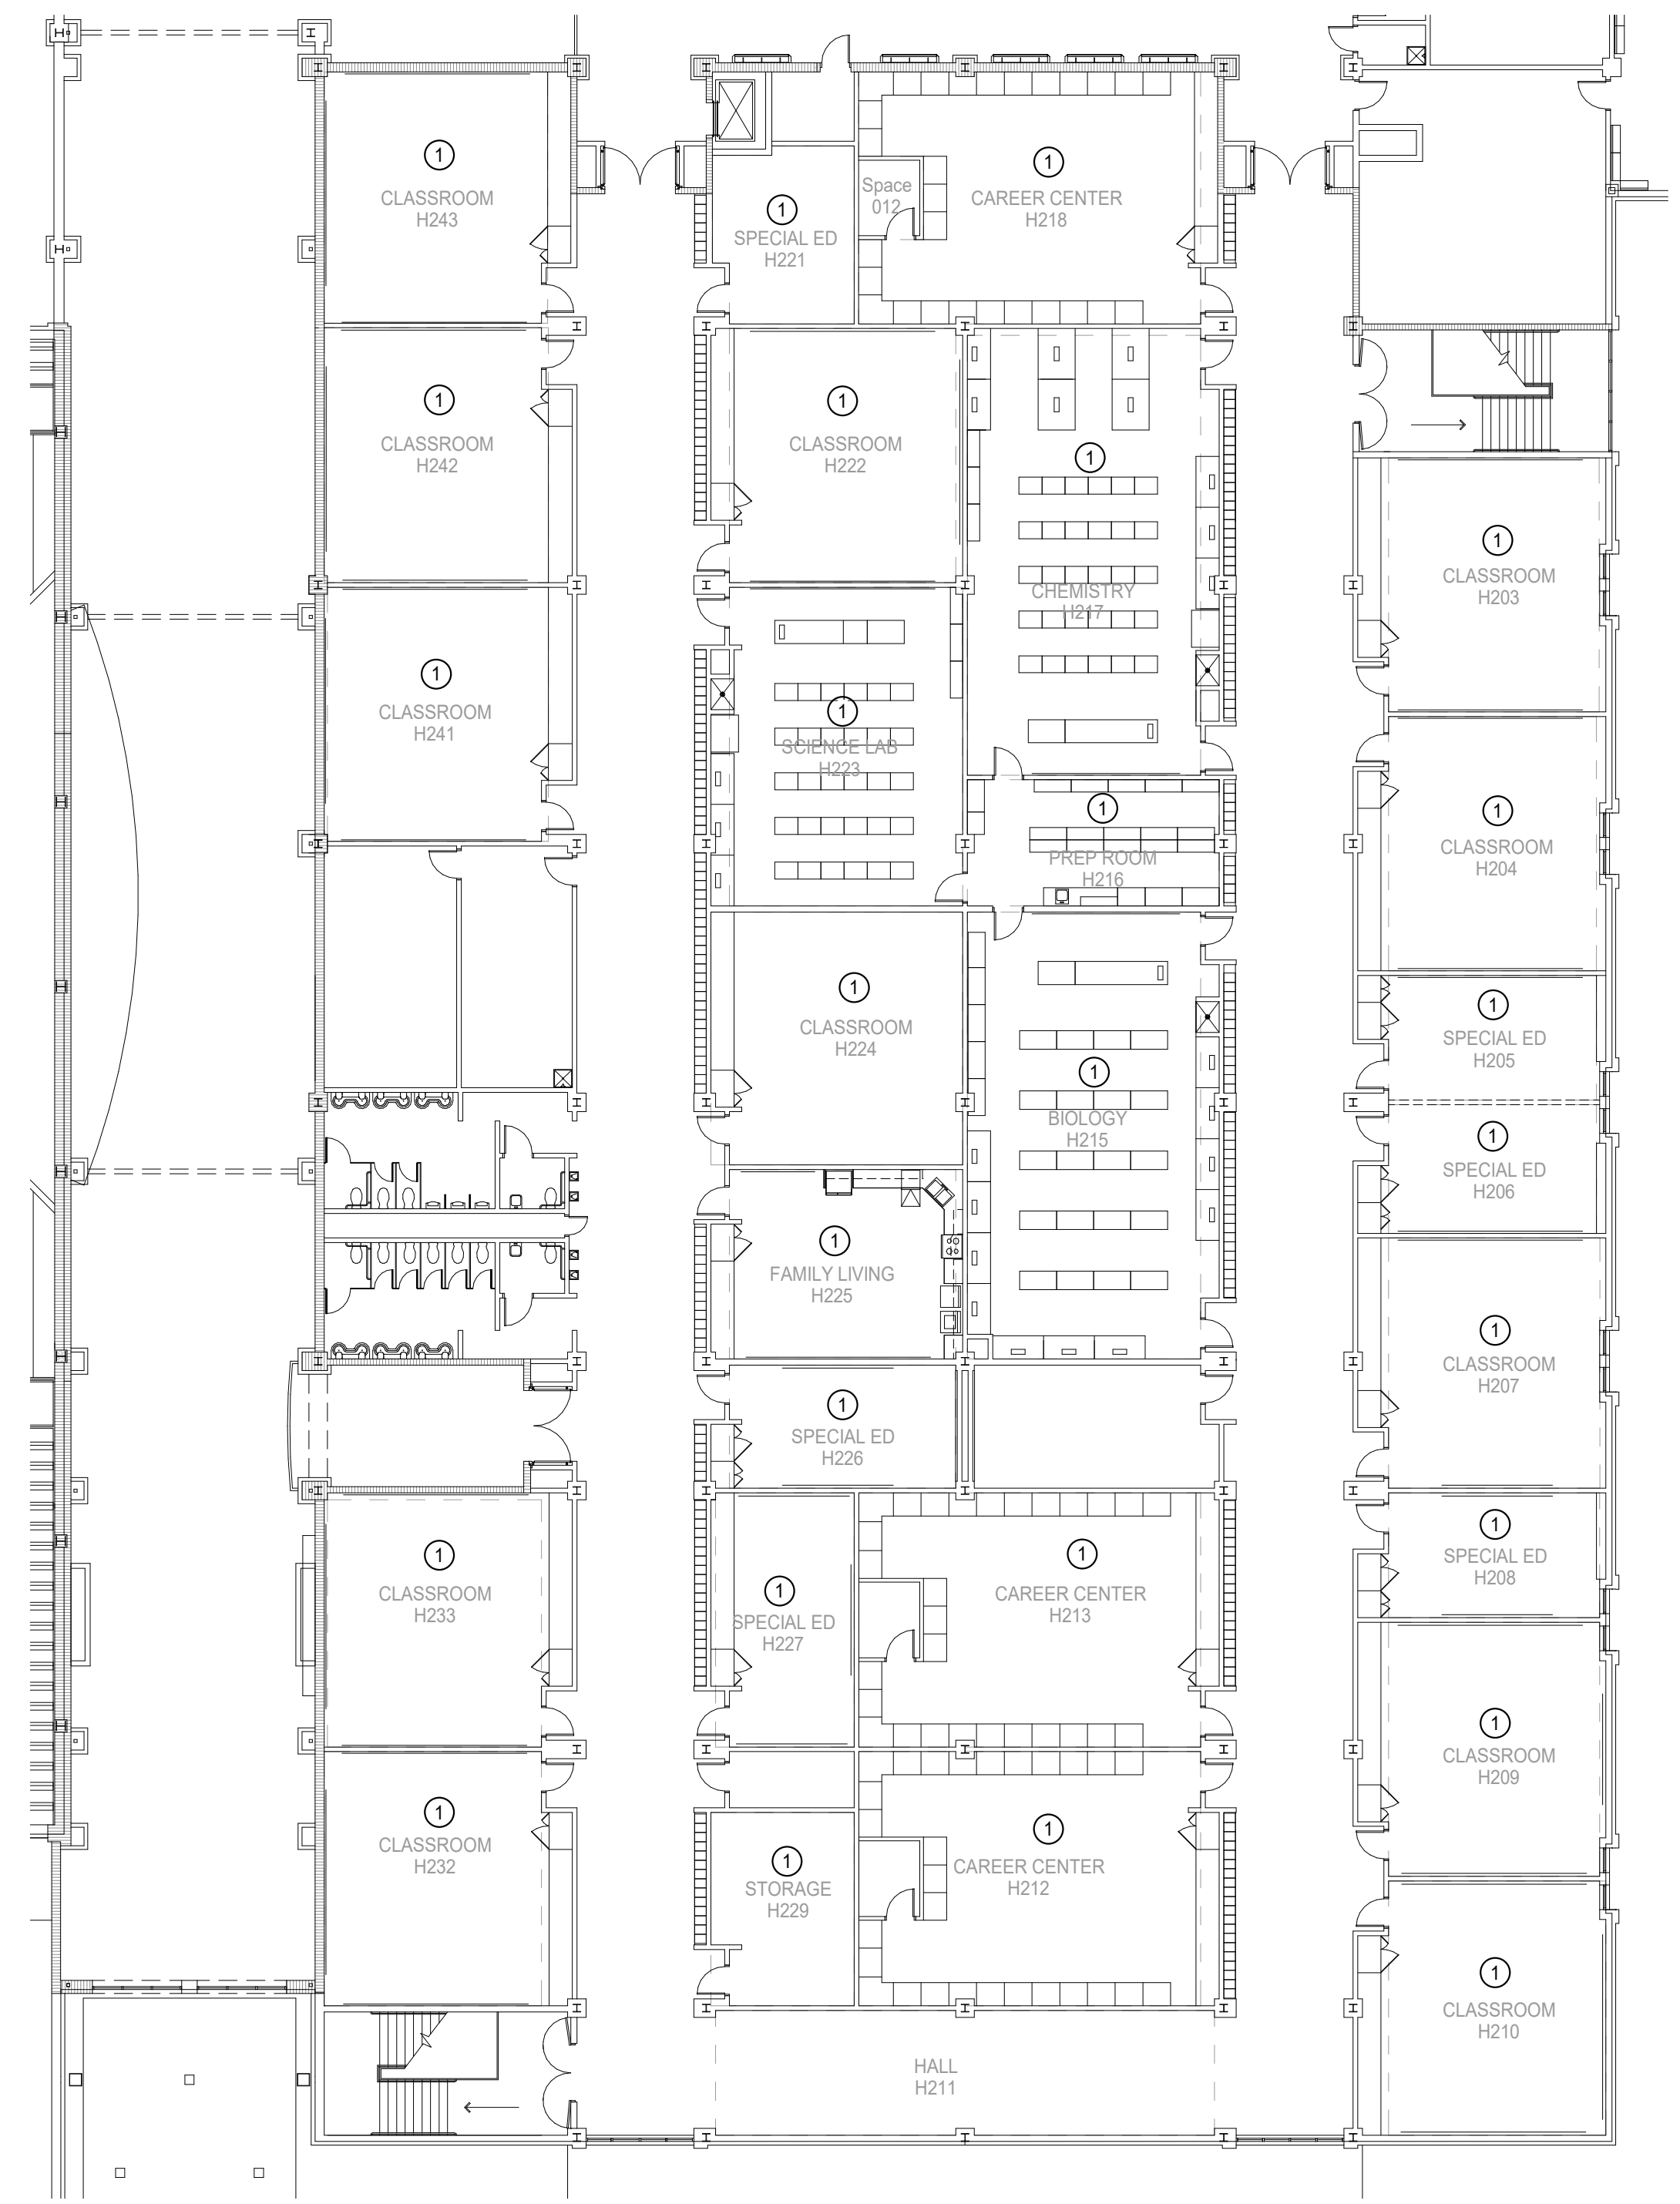 1
CLASSROOM
H243
1
SPECIAL ED
H221
Space
012
1
CAREER CENTER
H218
1
CLASSROOM
H242
1
CLASSROOM
H222
1
CHEMISTRY
H217
1
CLASSROOM
H203
1
CLASSROOM
H241
1
SCIENCE LAB
H223
1
PREP ROOM
H216
1
CLASSROOM
H204
1
CLASSROOM
H224
1
BIOLOGY
H215
1
SPECIAL ED
H205
1
SPECIAL ED
H206
1
FAMILY LIVING
H225
1
CLASSROOM
H207
1
SPECIAL ED
H226
1
SPECIAL ED
H208
1
CLASSROOM
H233
1
SPECIAL ED
H227
1
CAREER CENTER
H213
1
CLASSROOM
H209
1
CLASSROOM
H232
1
STORAGE
H229
1
CAREER CENTER
H212
1
CLASSROOM
H210
HALL
H211